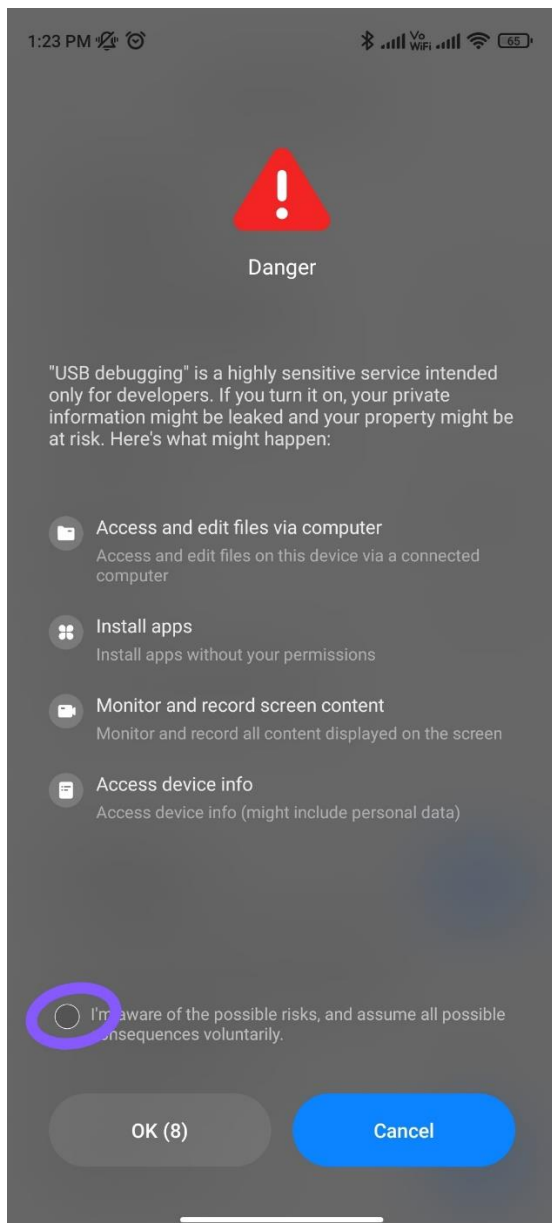 1:23 PM
Vo
WiFi
65
Danger
"USB debugging" is a highly sensitive service intended
only for developers. If you turn it on, your private
information might be leaked and your property might be
at risk. Here's what might happen:
Access and edit files via computer
Access and edit files on this device via a connected
computer
Install apps
Install apps without your permissions
Monitor and record screen content
Monitor and record all content displayed on the screen
Access device info
Access device info (might include personal data)
I'm aware of the possible risks, and assume all possible
consequences voluntarily.
OK (8)
Cancel